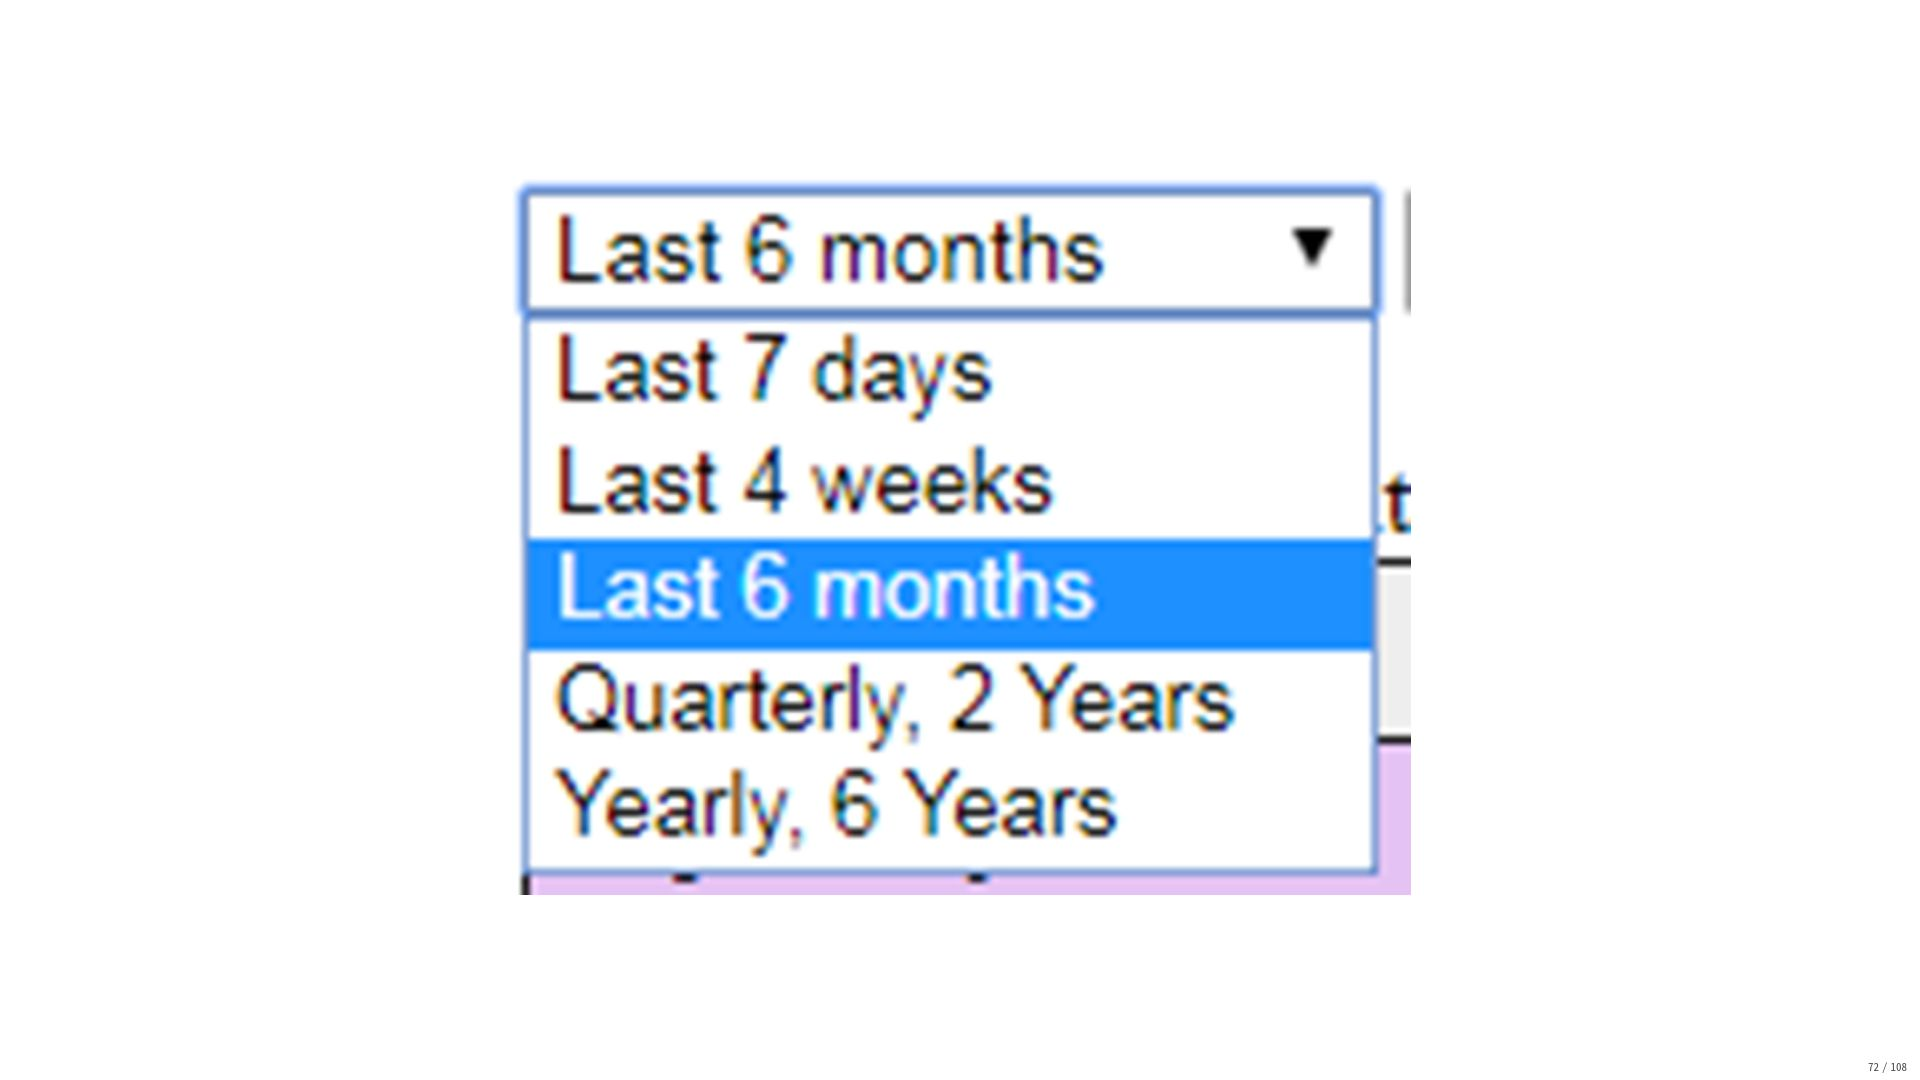 Last 6 months ▼
Last 7 days
Last 4 weeks
Last 6 months
Quarterly, 2 Years
Yearly, 6 Years
72 / 108